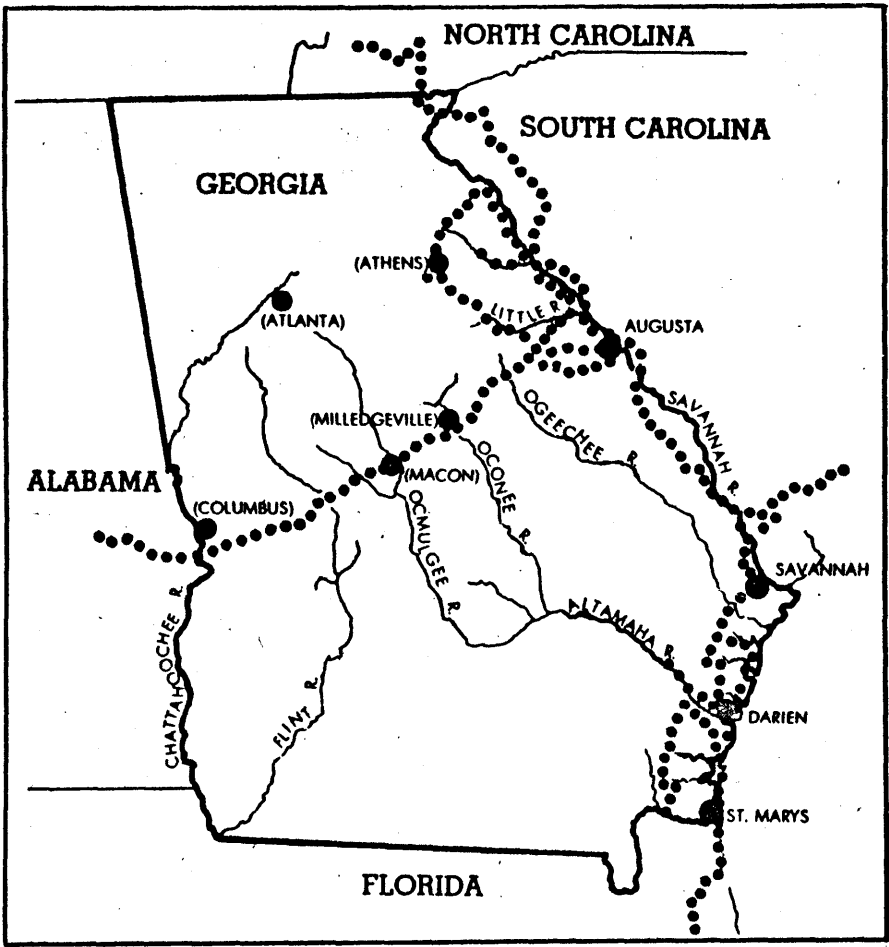 NORTH CAROLINA
SOUTH CAROLINA
GEORGIA
(ATHENS)
(ATLANTA)
LITTLE R.
AUGUSTA
(MILLEDGEVILLE)
OGEECHEE R.
SAVANNAH R.
ALABAMA
(MACON)
OCONEE R.
(COLUMBUS)
OCMULGEE R.
SAVANNAH
ALTAMAHA R.
CHATTAHOOCHEE R.
FLINT R.
DARIEN
ST. MARYS
FLORIDA